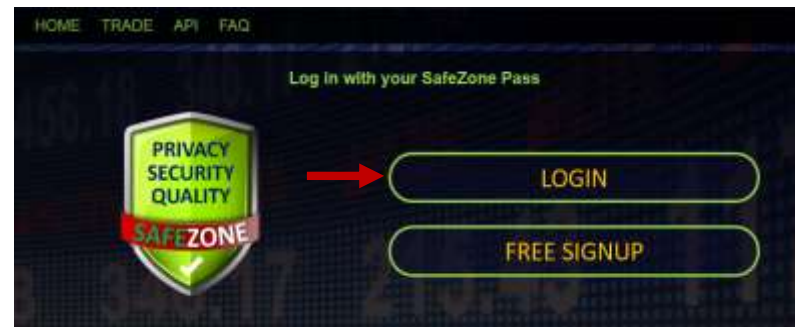 HOME TRADE API FAQ
Log in with your SafeZone Pass
PRIVACY
SECURITY
QUALITY
SAFEZONE
LOGIN
FREE SIGNUP